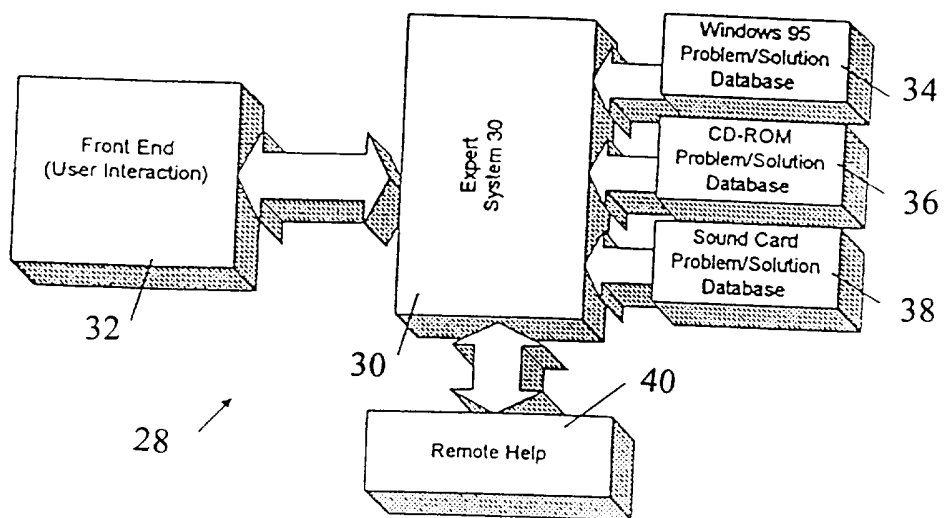 Front End
(User Interaction)
32
Expert
System 30
30
Windows 95
Problem/Solution
Database
34
CD-ROM
Problem/Solution
Database
36
Sound Card
Problem/Solution
Database
38
40
Remote Help
28